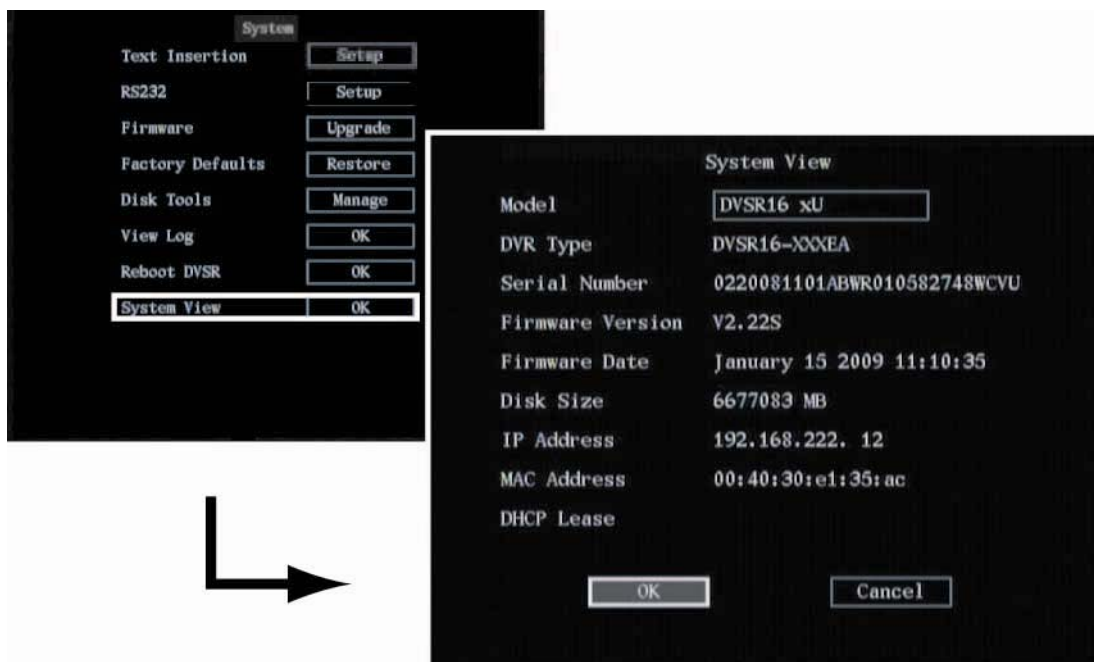 System
Text Insertion Setup
RS232 Setup
Firmware Upgrade
Factory Defaults Restore
Disk Tools Manage
View Log OK
Reboot DVSR OK
System View OK
System View
Model DVSR16 xU
DVR Type DVSR16-XXXEA
Serial Number 0220081101ABWR010582748WCVU
Firmware Version V2.22S
Firmware Date January 15 2009 11:10:35
Disk Size 6677083 MB
IP Address 192.168.222. 12
MAC Address 00:40:30:e1:35:ac
DHCP Lease
OK Cancel